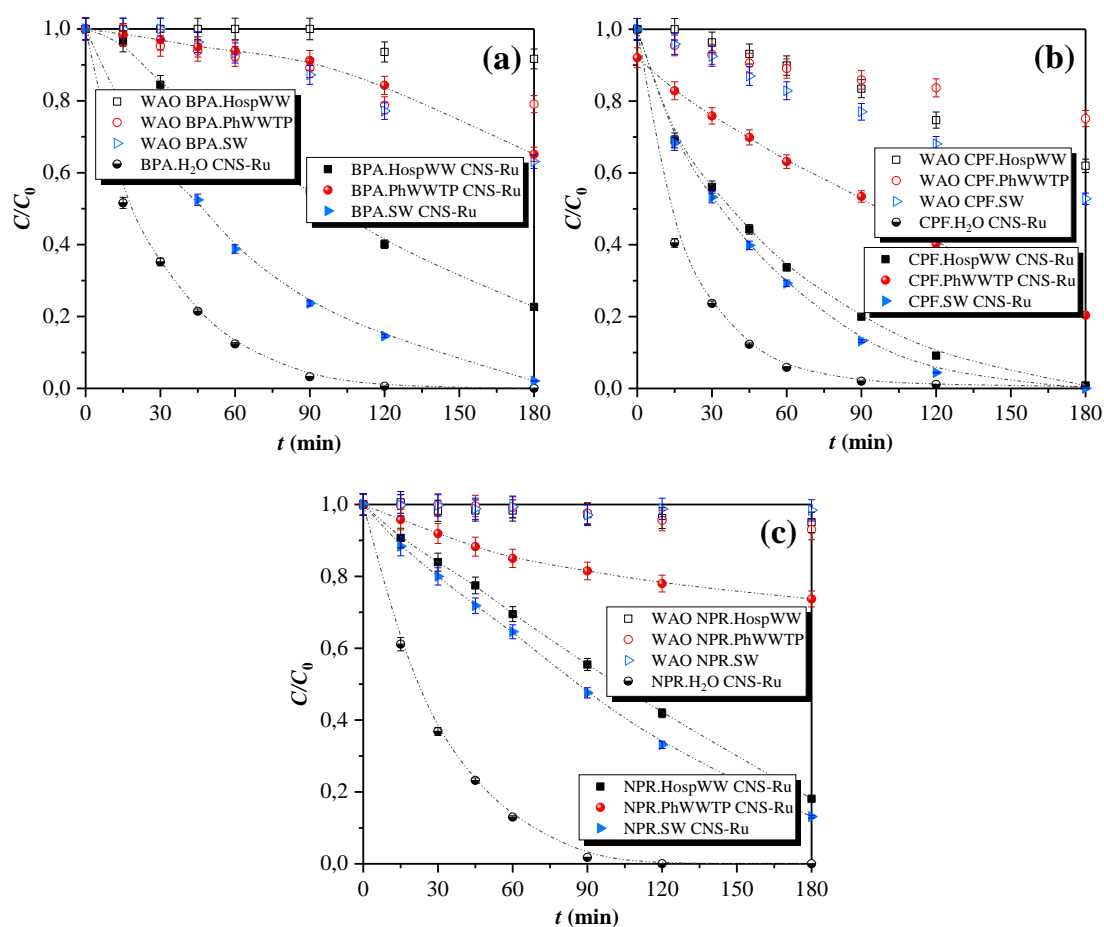 (a)
1,0
0,8
0,6
0,4
0,2
0,0
C/C0
WAO BPA.HospWW
WAO BPA.PhWWTP
WAO BPA.SW
BPA.H2O CNS-Ru
BPA.HospWW CNS-Ru
BPA.PhWWTP CNS-Ru
BPA.SW CNS-Ru
0 30 60 90 120 150 180
t (min)
(b)
1,0
0,8
0,6
0,4
0,2
0,0
C/C0
WAO CPF.HospWW
WAO CPF.PhWWTP
WAO CPF.SW
CPF.H2O CNS-Ru
CPF.HospWW CNS-Ru
CPF.PhWWTP CNS-Ru
CPF.SW CNS-Ru
0 30 60 90 120 150 180
t (min)
(c)
1,0
0,8
0,6
0,4
0,2
0,0
C/C0
WAO NPR.HospWW
WAO NPR.PhWWTP
WAO NPR.SW
NPR.H2O CNS-Ru
NPR.HospWW CNS-Ru
NPR.PhWWTP CNS-Ru
NPR.SW CNS-Ru
0 30 60 90 120 150 180
t (min)